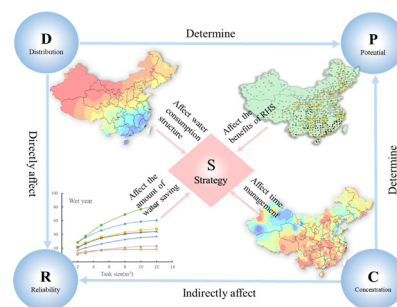 D
Distribution
Determine
P
Potential
Affect water
consumption
structure
Affect the
benefits of RHS
Directly affect
S
Strategy
Determine
Affect the
the amount of
water saving
Affect time
management
Wet year
Tank size(m³)
R
Reliability
Indirectly affect
C
Concentration